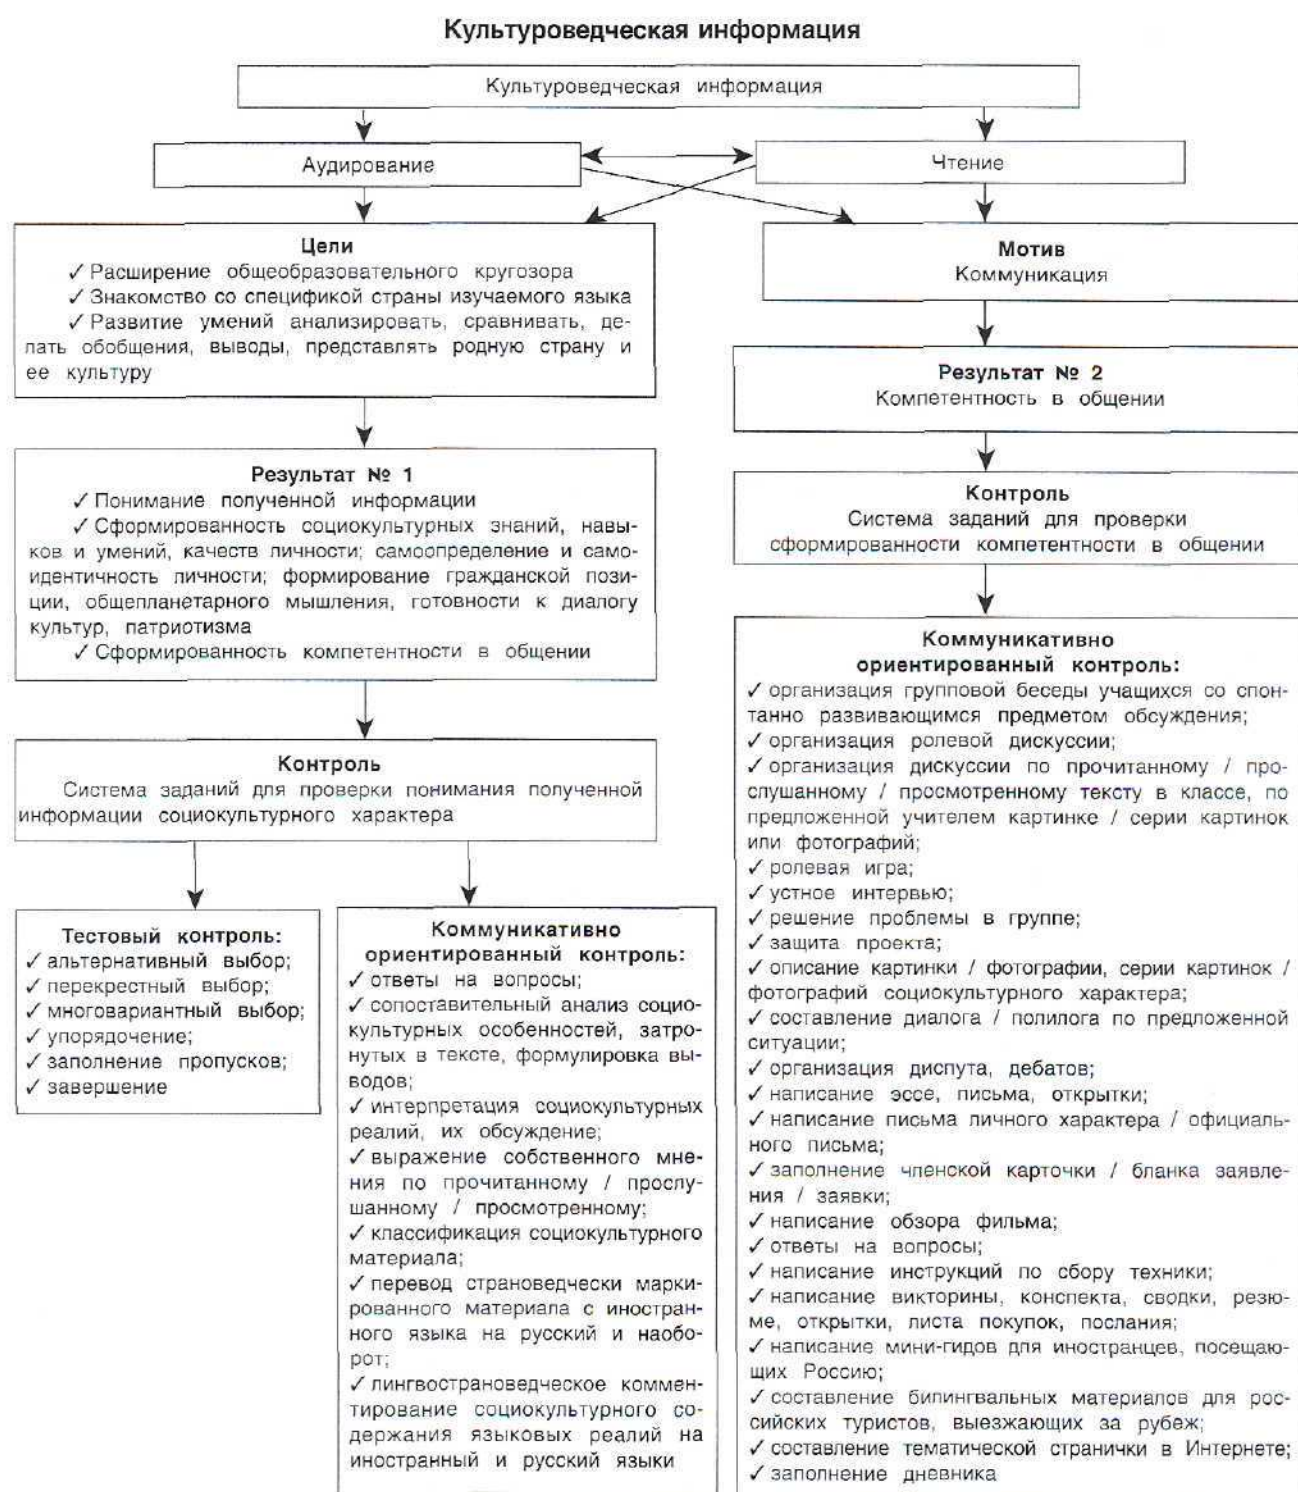 Культуроведческая информация
Культуроведческая информация
Аудирование
Чтение
Цели
✓ Расширение общеобразовательного кругозора
✓ Знакомство со спецификой страны изучаемого языка
✓ Развитие умений анализировать, сравнивать, де-
лать обобщения, выводы, представлять родную страну и
ее культуру
Результат № 1
✓ Понимание полученной информации
✓ Сформированность социокультурных знаний, навы-
ков и умений, качеств личности; самоопределение и само-
идентичность личности; формирование гражданской пози-
ции, общепланетарного мышления, готовности к диалогу
культур, патриотизма
✓ Сформированность компетентности в общении
Контроль
Система заданий для проверки понимания полученной
информации социокультурного характера
Тестовый контроль:
✓ альтернативный выбор;
✓ перекрестный выбор;
✓ многовариантный выбор;
✓ упорядочение;
✓ заполнение пропусков;
✓ завершение
Коммуникативно
ориентированный контроль:
✓ ответы на вопросы;
✓ сопоставительный анализ социо-
культурных особенностей, затро-
нутых в тексте, формулировка вы-
водов;
✓ интерпретация социокультурных
реалий, их обсуждение;
✓ выражение собственного мне-
ния по прочитанному / прослу-
шанному / просмотренному;
✓ классификация социокультурного
материала;
✓ перевод страноведчески марки-
рованного материала с иностран-
ного языка на русский и наобо-
рот;
✓ лингвострановедческое коммен-
тирование социокультурного со-
держания языковых реалий на
иностранный и русский языки
Мотив
Коммуникация
Результат № 2
Компетентность в общении
Контроль
Система заданий для проверки
сформированности компетентности в общении
Коммуникативно
ориентированный контроль:
✓ организация групповой беседы учащихся со спон-
танно развивающимся предметом обсуждения;
✓ организация ролевой дискуссии;
✓ организация дискуссии по прочитанному / про-
слушанному / просмотренному тексту в классе, по
предложенной учителем картинке / серии картинок
или фотографий;
✓ ролевая игра;
✓ устное интервью;
✓ решение проблемы в группе;
✓ защита проекта;
✓ описание картинки / фотографии, серии картинок /
фотографий социокультурного характера;
✓ составление диалога / полилога по предложенной
ситуации;
✓ организация диспута, дебатов;
✓ написание эссе, письма, открытки;
✓ написание письма личного характера / официаль-
ного письма;
✓ заполнение членской карточки / бланка заявле-
ния / заявки;
✓ написание обзора фильма;
✓ ответы на вопросы;
✓ написание инструкций по сбору техники;
✓ написание викторины, конспекта, сводки, резю-
ме, открытки, листа покупок, послания;
✓ написание мини-гидов для иностранцев, посещаю-
щих Россию;
✓ составление билингвальных материалов для рос-
сийских туристов, выезжающих за рубеж;
✓ составление тематической странички в Интернете;
✓ заполнение дневника